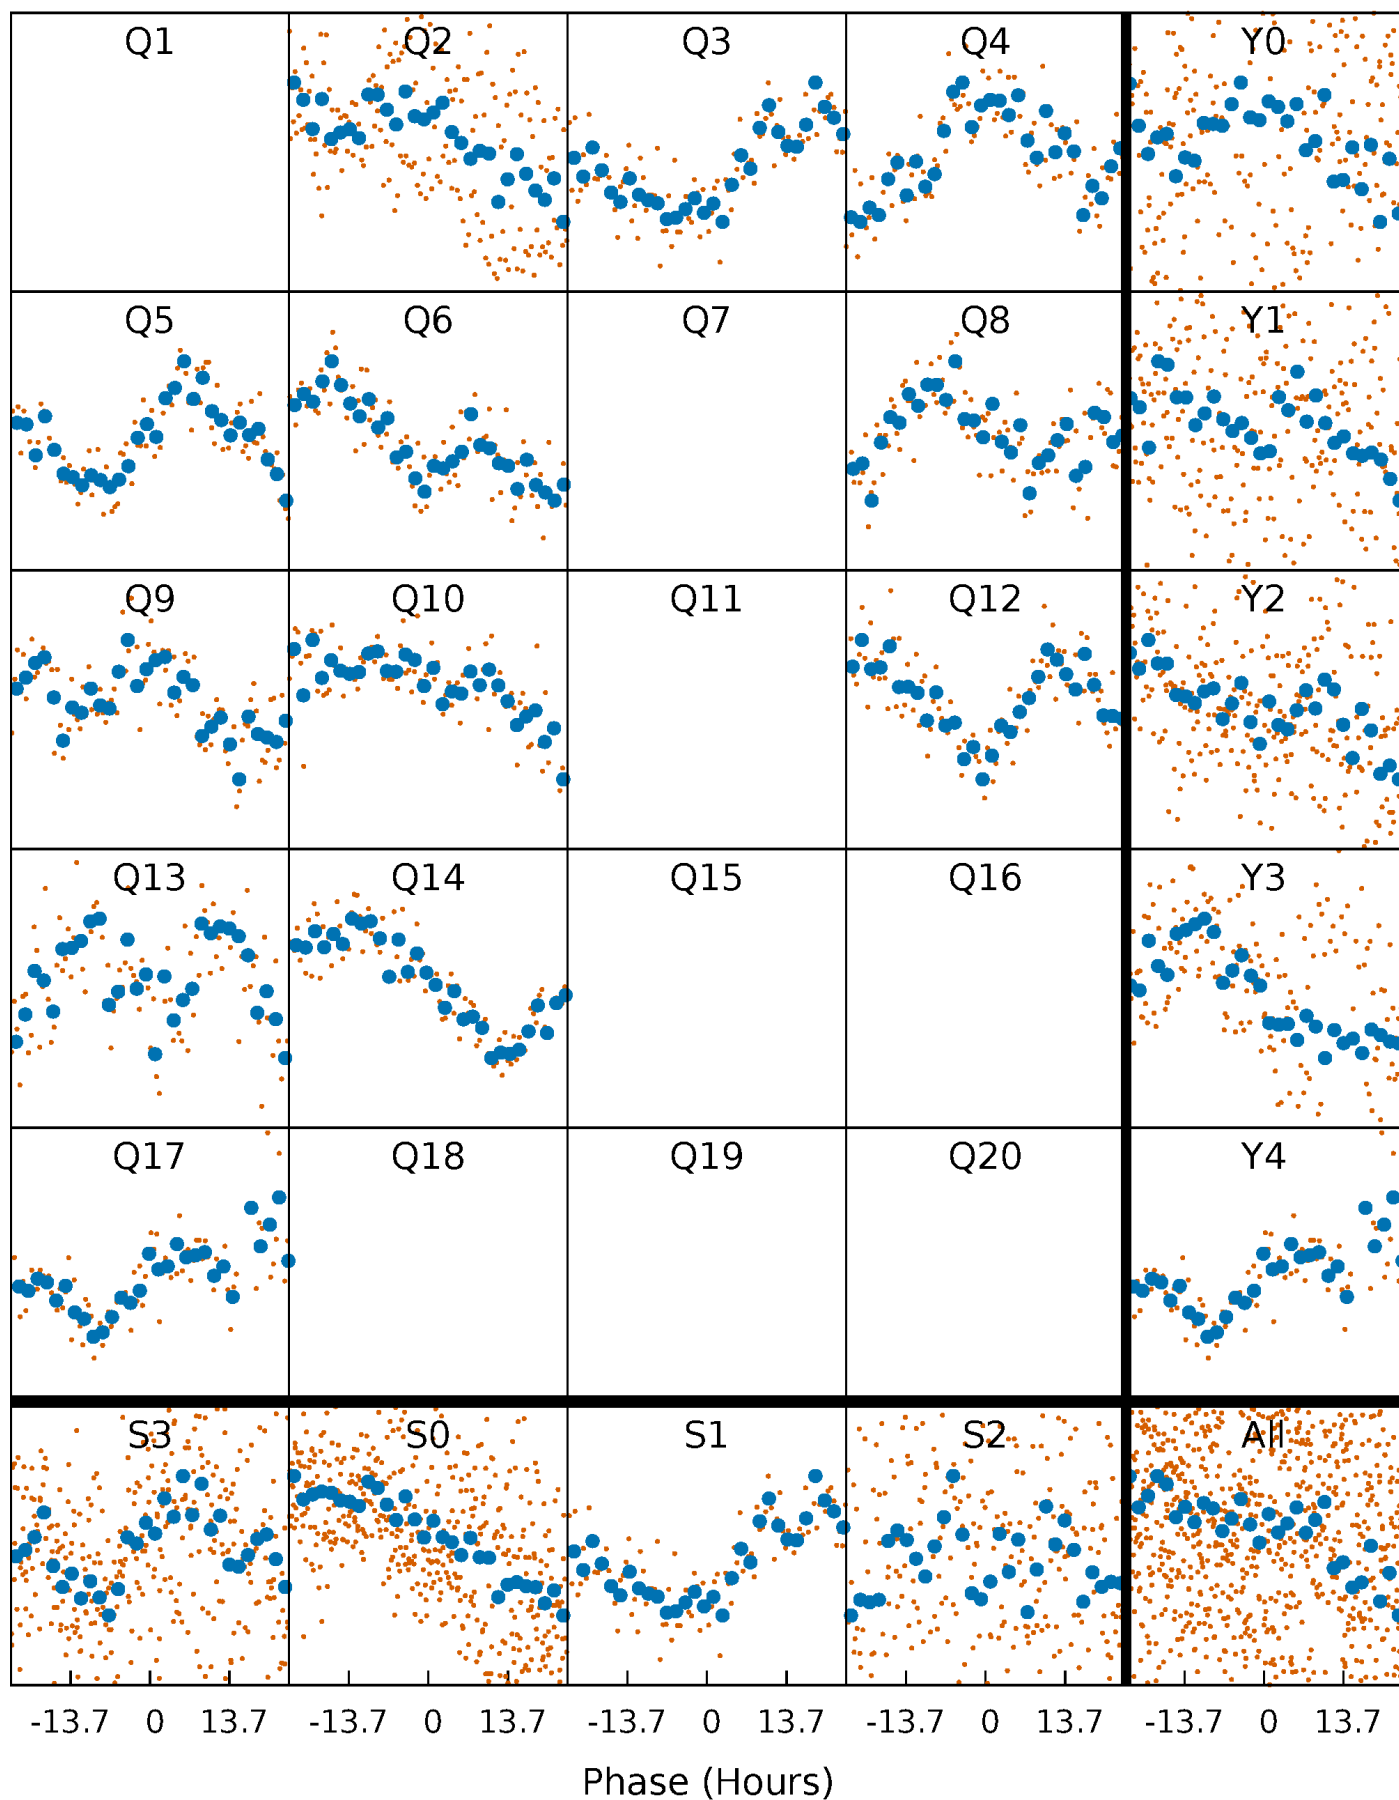 Q1 Q2 Q3 Q4 Y0
Q5 Q6 Q7 Q8 Y1
Q9 Q10 Q11 Q12 Y2
Q13 Q14 Q15 Q16 Y3
Q17 Q18 Q19 Q20 Y4
S3 S0 S1 S2 All
-13.7 0 13.7 -13.7 0 13.7 -13.7 0 13.7 -13.7 0 13.7 -13.7 0 13.7
Phase (Hours)